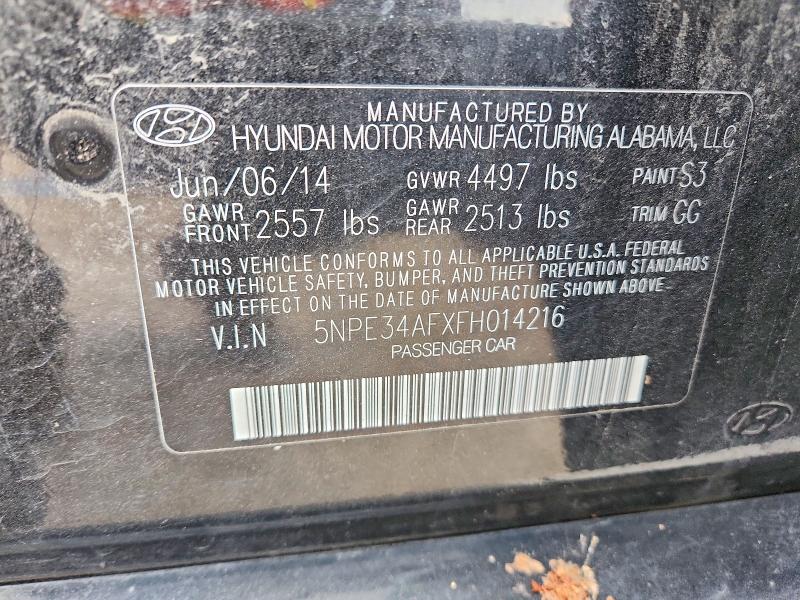 MANUFACTURED BY
HYUNDAI MOTOR MANUFACTURING ALABAMA, LLC
Jun/06/14 GVWR 4497 lbs PAINT S3
GAWR FRONT 2557 lbs GAWR REAR 2513 lbs TRIM GG
THIS VEHICLE CONFORMS TO ALL APPLICABLE U.S.A. FEDERAL
MOTOR VEHICLE SAFETY, BUMPER, AND THEFT PREVENTION STANDARDS
IN EFFECT ON THE DATE OF MANUFACTURE SHOWN ABOVE
V.I.N 5NPE34AFXFH014216
PASSENGER CAR